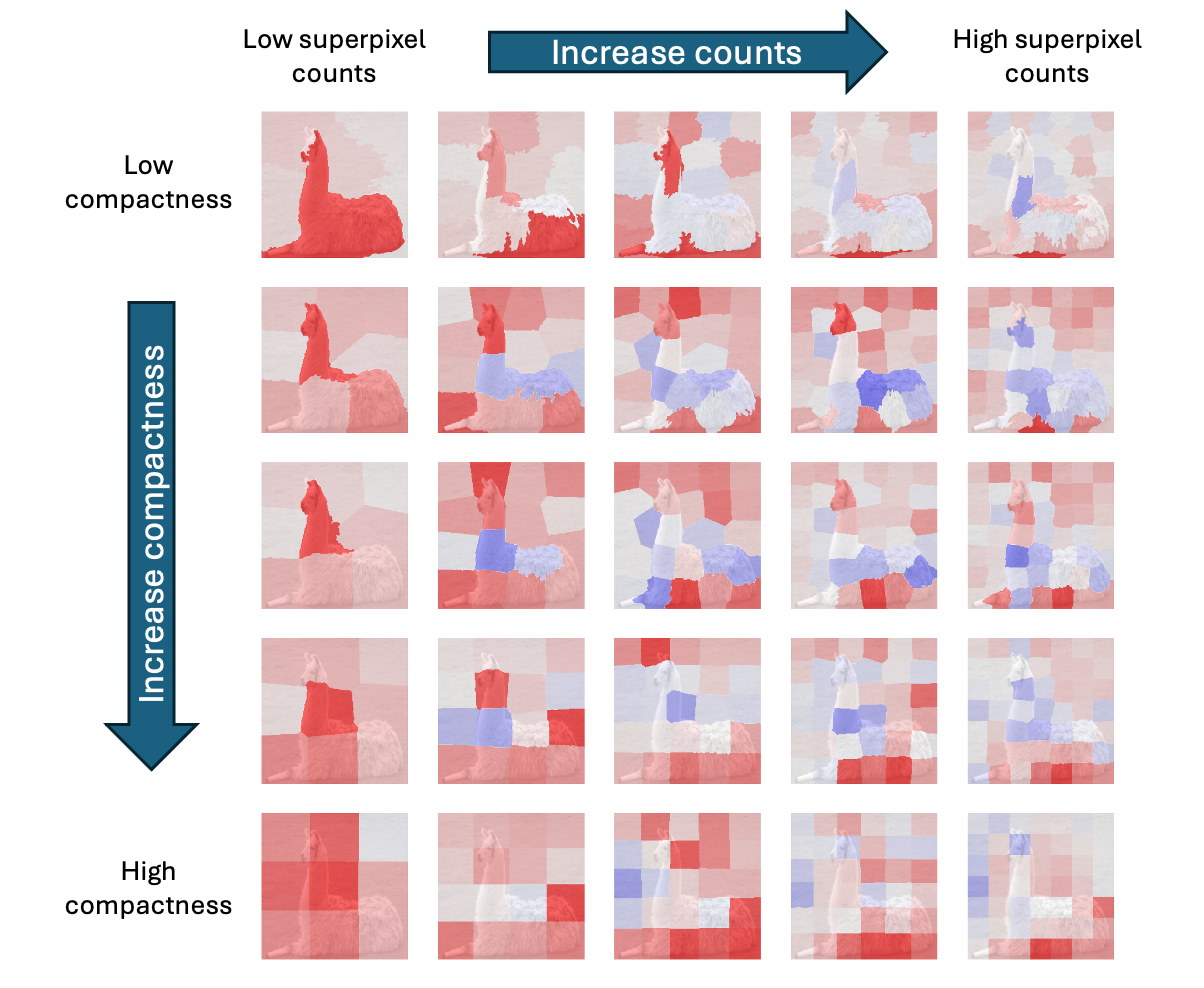 Low superpixel
counts
Increase counts
High superpixel
counts
Low
compactness
Increase compactness
High
compactness